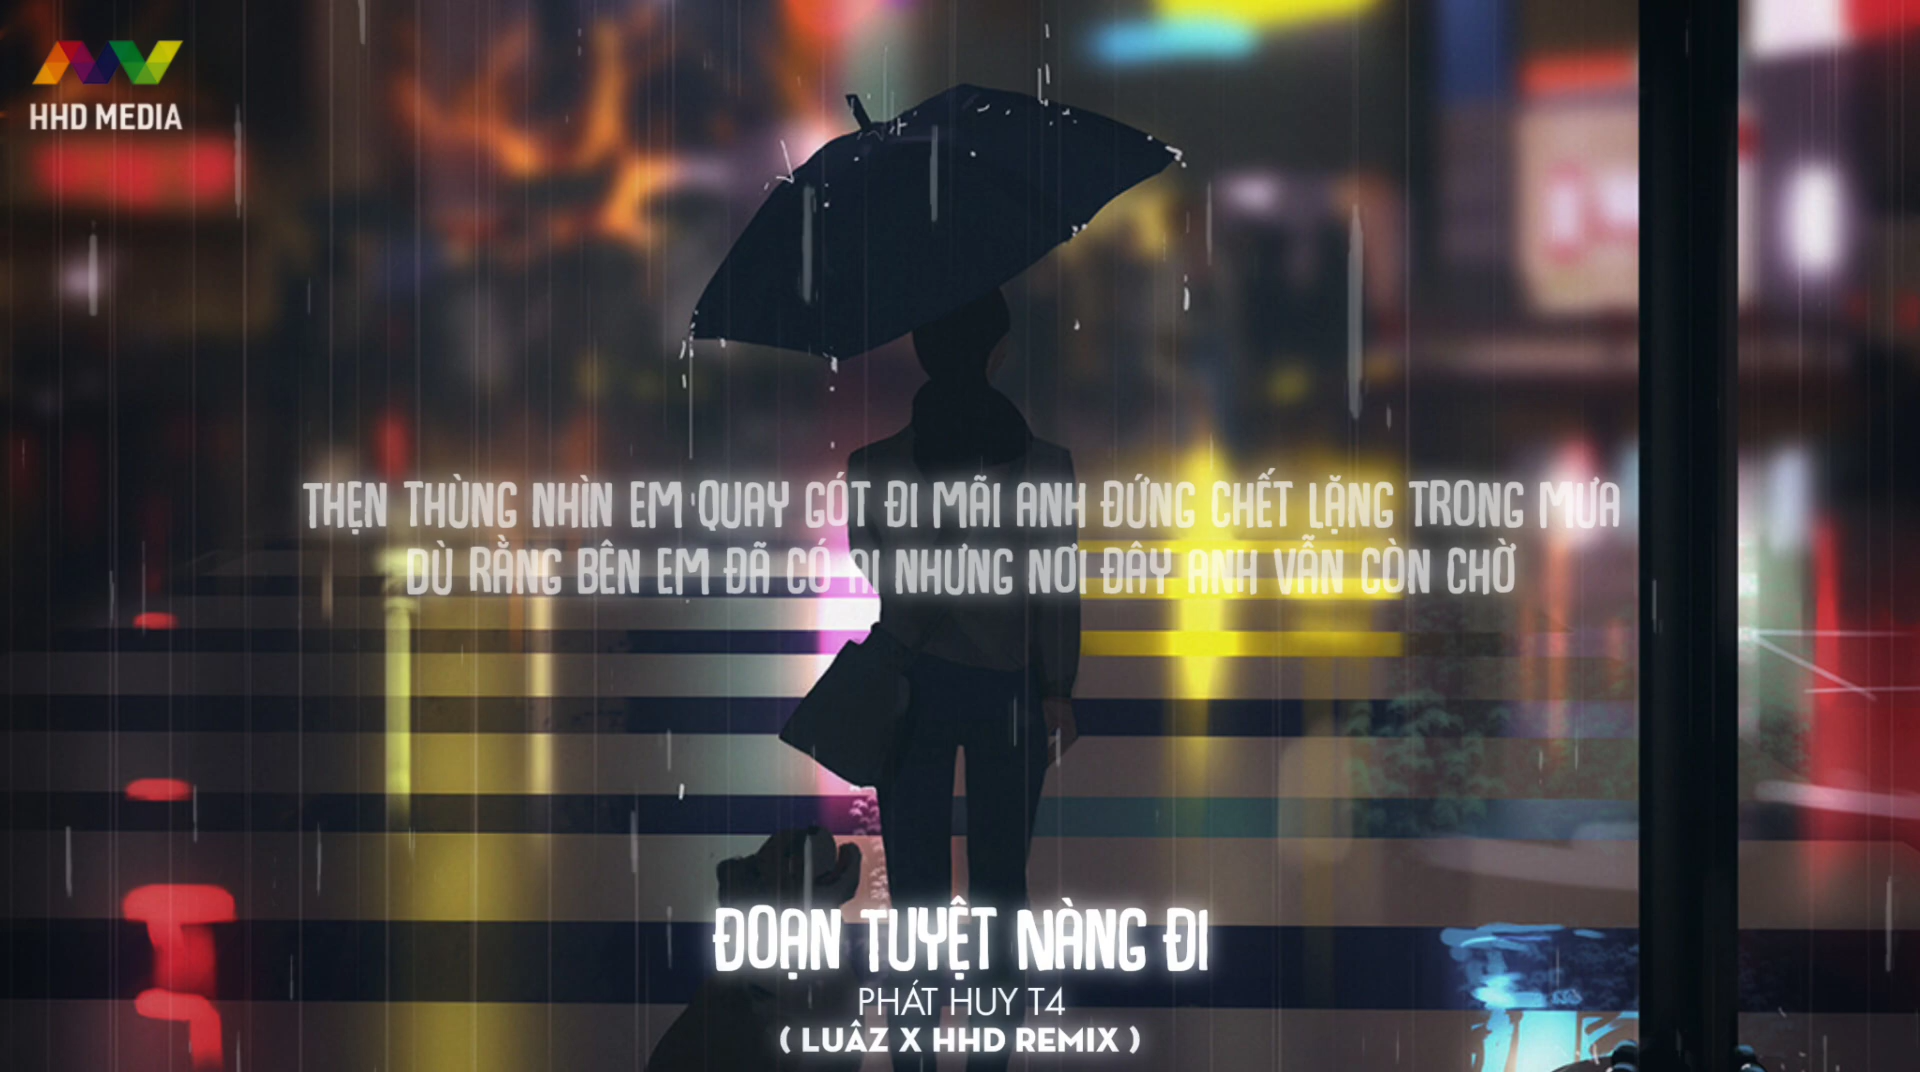 HHD MEDIA
THẸN THÙNG NHÌN EM QUAY GÓT ĐI MÃI ANH ĐỨNG CHẾT LẶNG TRONG MƯA
DÙ RẰNG BÊN EM ĐÃ CÓ AI NHƯNG NƠI ĐÂY ANH VẪN CÒN CHỜ
ĐOẠN TUYỆT NÀNG ĐI
PHÁT HUY T4
( LUÂZ X HHD REMIX )